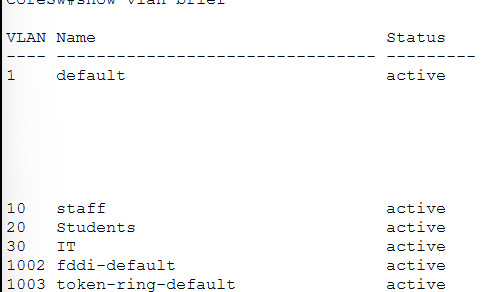 CoreSw#show vlan brief
VLAN Name                             Status
---- -------------------------------- ---------
1    default                          active
10   staff                            active
20   Students                         active
30   IT                               active
1002 fddi-default                     active
1003 token-ring-default               active